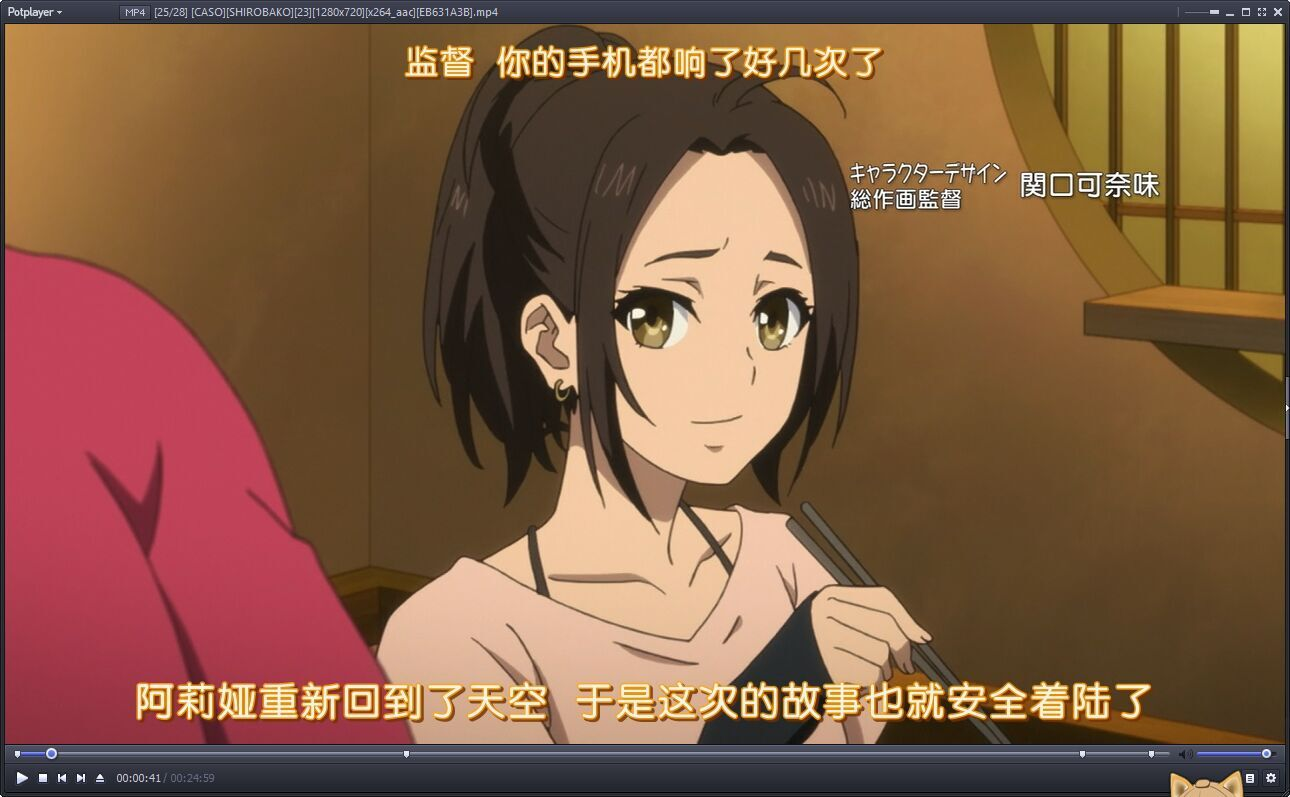 Potplayer
MP4
[25/28] [CASO][SHIROBAKO][23][1280x720][x264_aac][EB631A3B].mp4
监督 你的手机都响了好几次了
キャラクターデザイン
総作画監督
関口可奈味
阿莉娅重新回到了天空 于是这次的故事也就安全着陆了
00:00:41 / 00:24:59